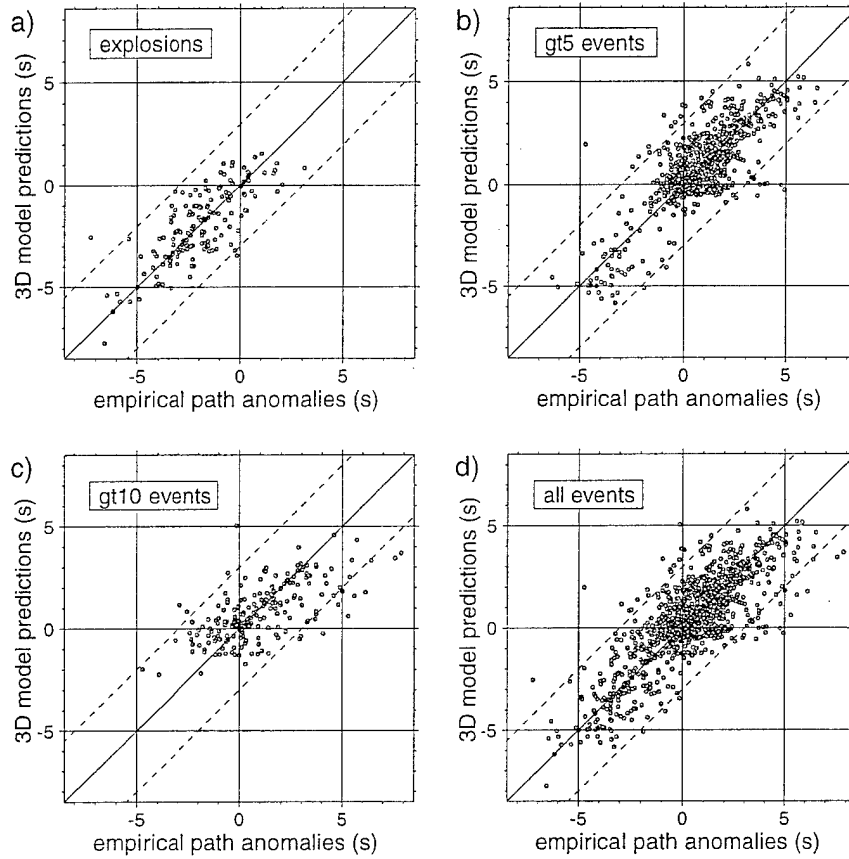 a)
explosions
3D model predictions (s)
5
0
-5
-5 0 5
empirical path anomalies (s)
b)
gt5 events
3D model predictions (s)
5
0
-5
-5 0 5
empirical path anomalies (s)
c)
gt10 events
3D model predictions (s)
5
0
-5
-5 0 5
empirical path anomalies (s)
d)
all events
3D model predictions (s)
5
0
-5
-5 0 5
empirical path anomalies (s)